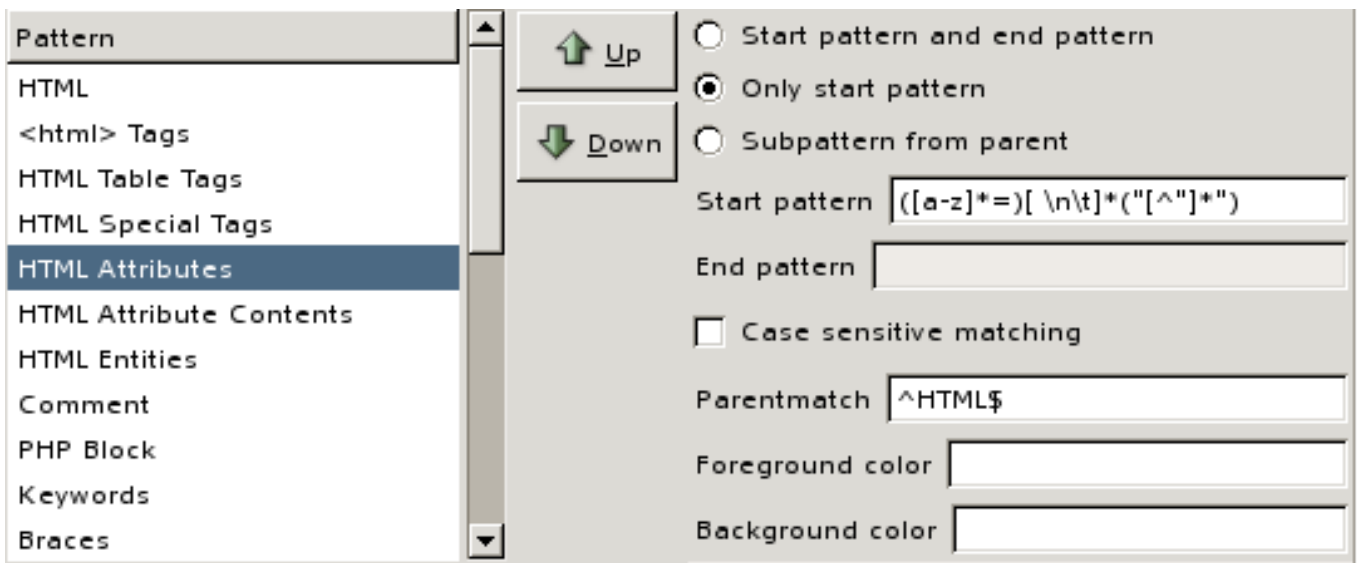 Pattern
HTML
<html> Tags
HTML Table Tags
HTML Special Tags
HTML Attributes
HTML Attribute Contents
HTML Entities
Comment
PHP Block
Keywords
Braces
Up
Down
Start pattern and end pattern
Only start pattern
Subpattern from parent
Start pattern ([a-z]*=)[ \n\t]*("[^"]*")
End pattern
Case sensitive matching
Parentmatch ^HTML$
Foreground color
Background color